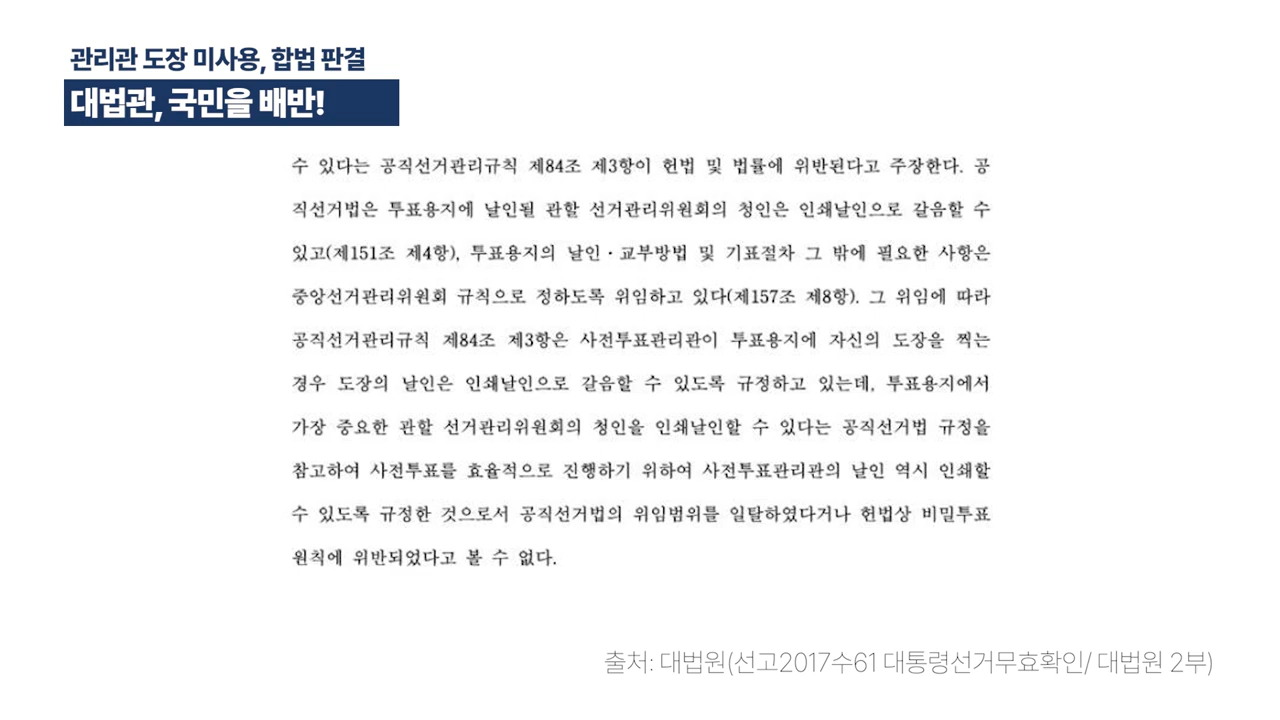 관리관 도장 미사용, 합법 판결
대법관, 국민을 배반!
수 있다는 공직선거관리규칙 제84조 제3항이 헌법 및 법률에 위반된다고 주장한다. 공
직선거법은 투표용지에 날인될 관할 선거관리위원회의 청인은 인쇄날인으로 갈음할 수
있고(제151조 제4항), 투표용지의 날인·교부방법 및 기표절차 그 밖에 필요한 사항은
중앙선거관리위원회 규칙으로 정하도록 위임하고 있다(제157조 제8항). 그 위임에 따라
공직선거관리규칙 제84조 제3항은 사전투표관리관이 투표용지에 자신의 도장을 찍는
경우 도장의 날인은 인쇄날인으로 갈음할 수 있도록 규정하고 있는데, 투표용지에서
가장 중요한 관할 선거관리위원회의 청인을 인쇄날인할 수 있다는 공직선거법 규정을
참고하여 사전투표를 효율적으로 진행하기 위하여 사전투표관리관의 날인 역시 인쇄할
수 있도록 규정한 것으로서 공직선거법의 위임범위를 일탈하였다거나 헌법상 비밀투표
원칙에 위반되었다고 볼 수 없다.
출처: 대법원(선고2017수61 대통령선거무효확인/ 대법원 2부)